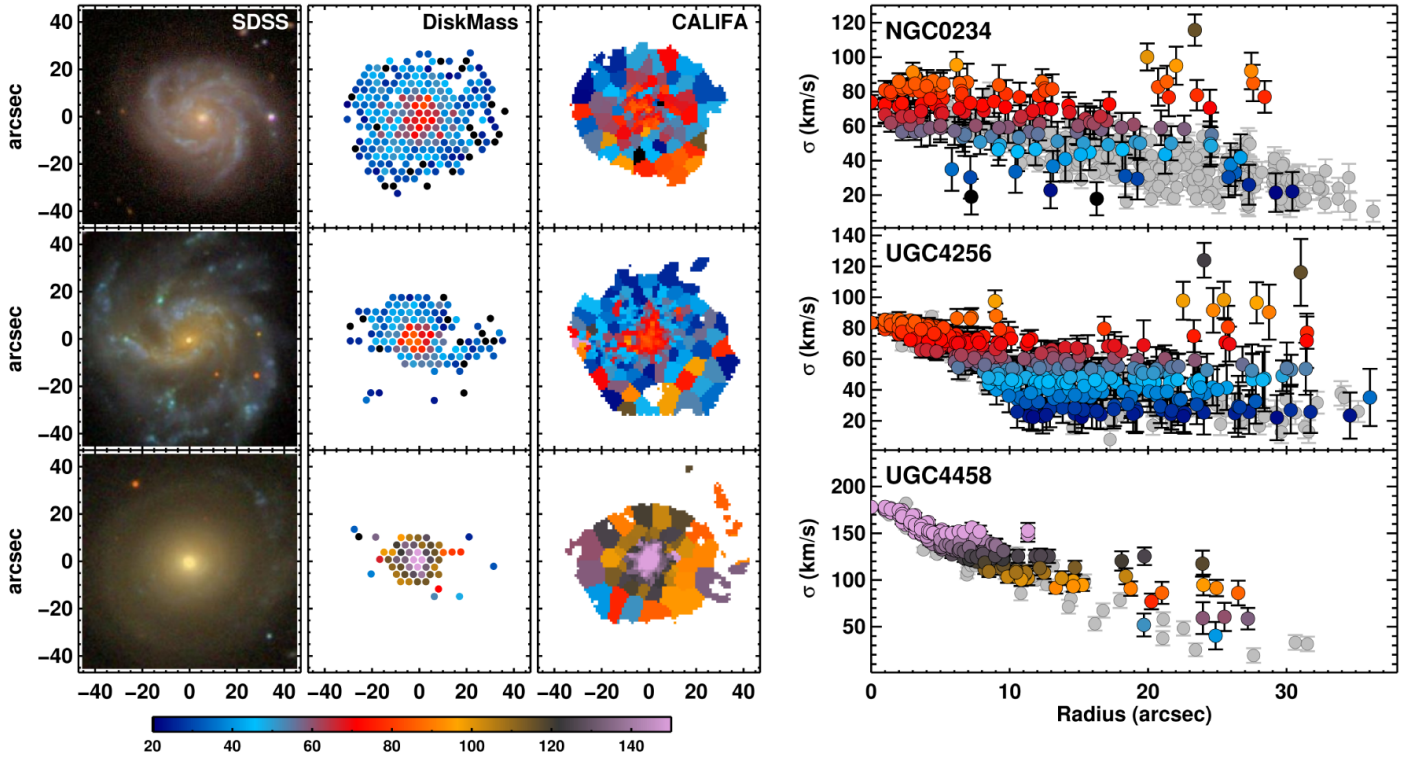 SDSS DiskMass CALIFA
40
20
0
−20
−40
arcsec
40
20
0
−20
−40
arcsec
40
20
0
−20
−40
arcsec
−40 −20 0 20 40 −40 −20 0 20 40 −40 −20 0 20 40
20 40 60 80 100 120 140
NGC0234
120
100
80
60
40
20
σ (km/s)
UGC4256
140
120
100
80
60
40
20
σ (km/s)
UGC4458
200
150
100
50
σ (km/s)
0 10 20 30
Radius (arcsec)